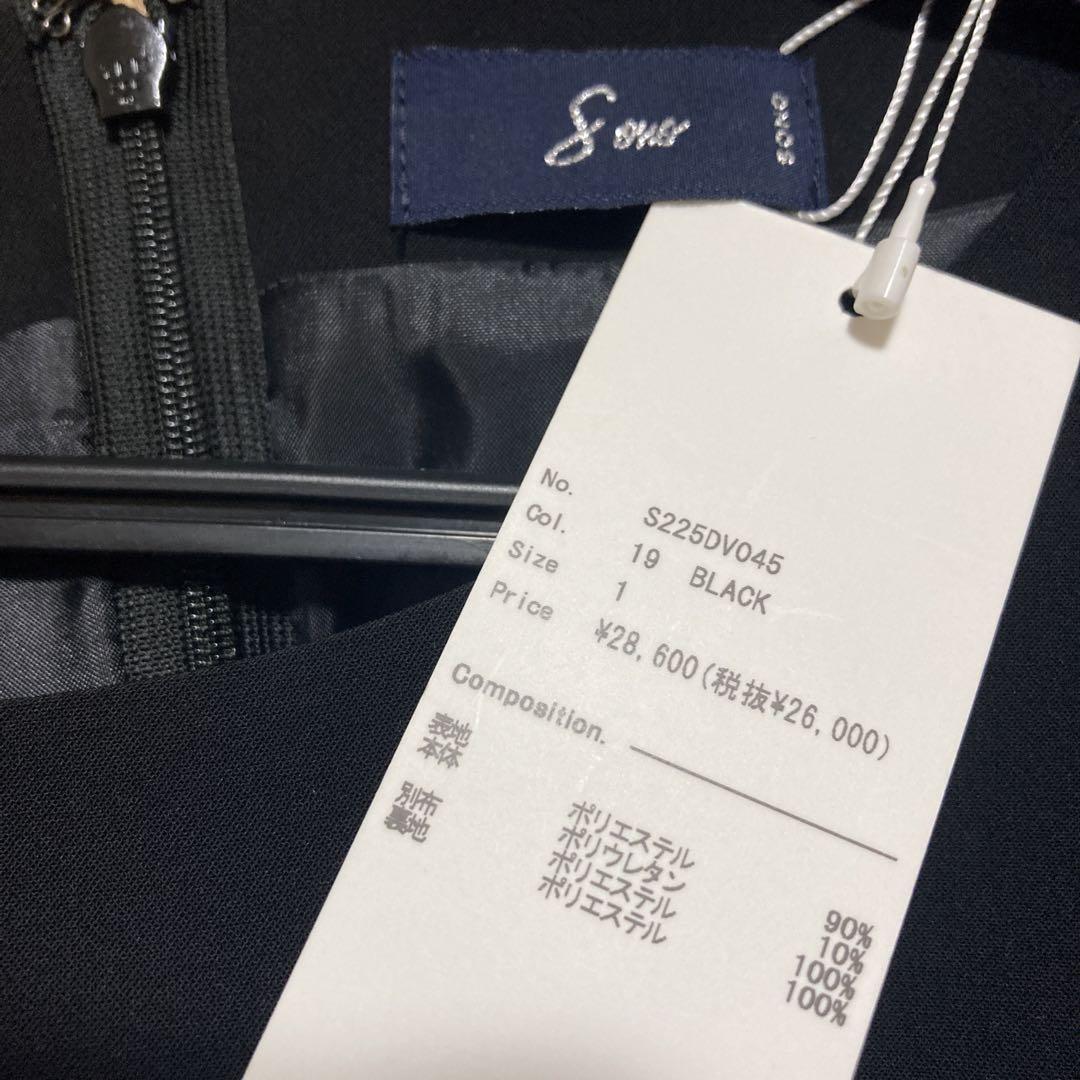 Sono
SONO
No. S225DV045
Col. 19 BLACK
Size 1
Price ¥28,600(税抜¥26,000)
Composition.
表地
本体 ポリエステル 90%
ポリウレタン 10%
別布 ポリエステル 100%
裏地 ポリエステル 100%